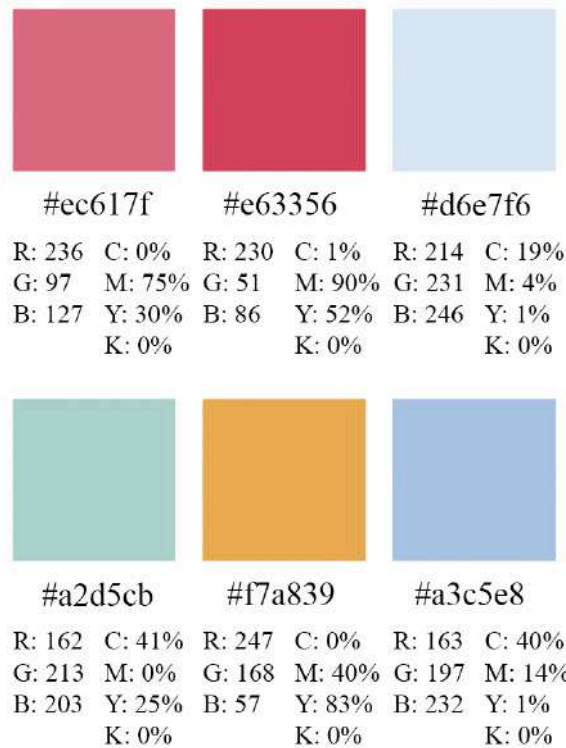 #ec617f #e63356 #d6e7f6
R: 236 C: 0% R: 230 C: 1% R: 214 C: 19%
G: 97 M: 75% G: 51 M: 90% G: 231 M: 4%
B: 127 Y: 30% B: 86 Y: 52% B: 246 Y: 1%
K: 0% K: 0% K: 0%
#a2d5cb #f7a839 #a3c5e8
R: 162 C: 41% R: 247 C: 0% R: 163 C: 40%
G: 213 M: 0% G: 168 M: 40% G: 197 M: 14%
B: 203 Y: 25% B: 57 Y: 83% B: 232 Y: 1%
K: 0% K: 0% K: 0%